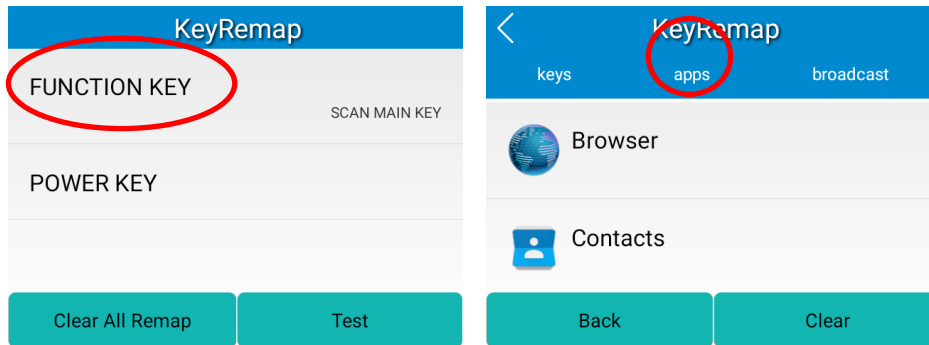 KeyRemap
FUNCTION KEY
SCAN MAIN KEY
POWER KEY
Clear All Remap
Test
KeyRemap
keys
apps
broadcast
Browser
Contacts
Back
Clear